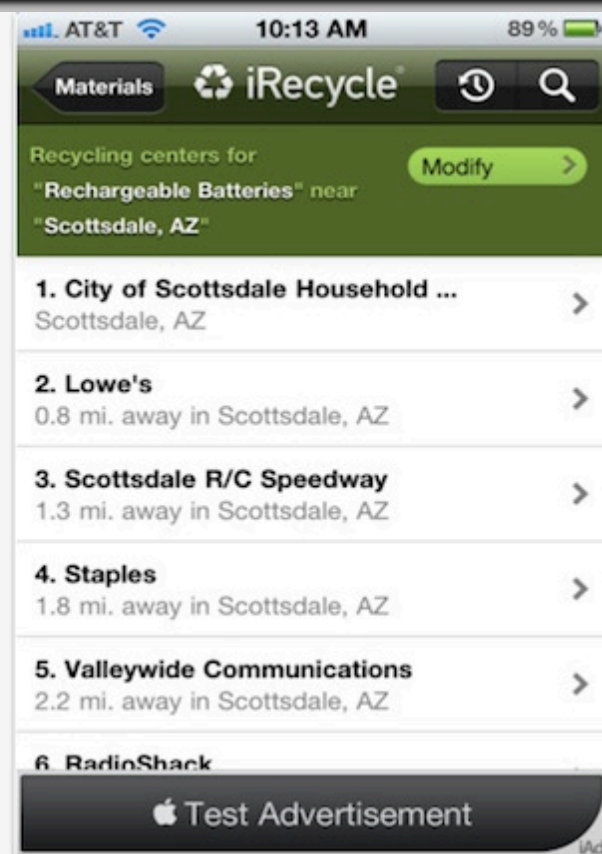 AT&T 10:13 AM 89%
Materials iRecycle
Recycling centers for
"Rechargeable Batteries" near
"Scottsdale, AZ"
Modify
1. City of Scottsdale Household ...
Scottsdale, AZ
2. Lowe's
0.8 mi. away in Scottsdale, AZ
3. Scottsdale R/C Speedway
1.3 mi. away in Scottsdale, AZ
4. Staples
1.8 mi. away in Scottsdale, AZ
5. Valleywide Communications
2.2 mi. away in Scottsdale, AZ
6. RadioShack
Test Advertisement
iAd